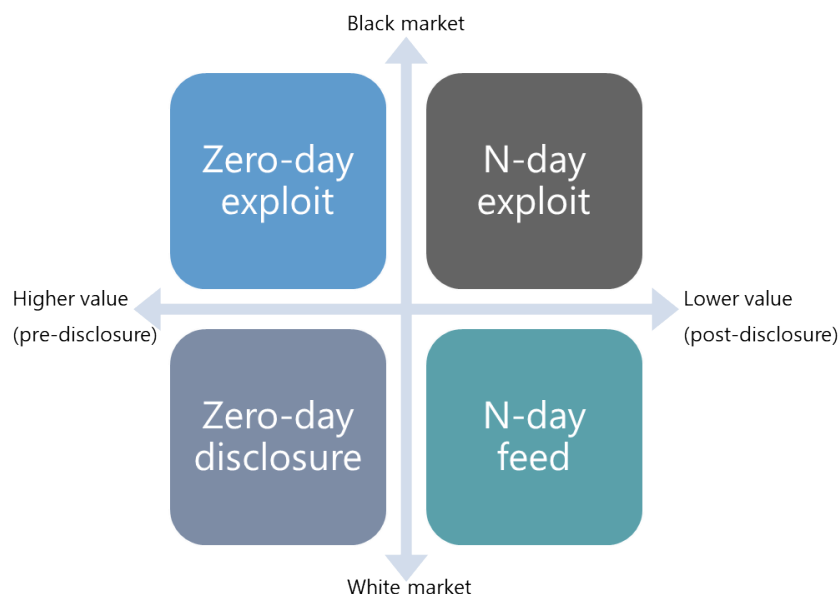 Black market
Zero-day
exploit
N-day
exploit
Higher value
(pre-disclosure)
Lower value
(post-disclosure)
Zero-day
disclosure
N-day
feed
White market